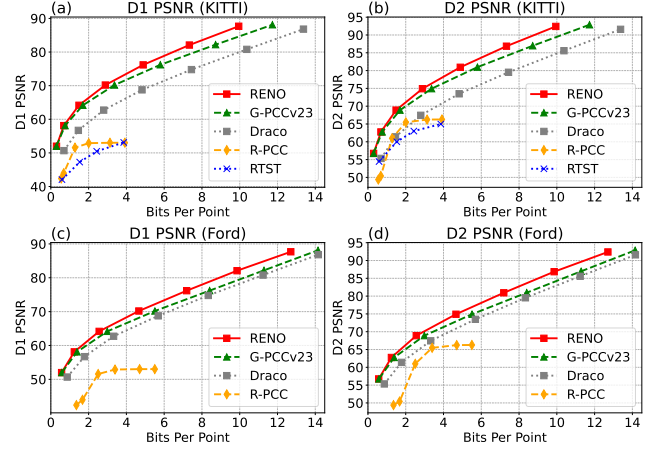 (a) D1 PSNR (KITTI)
D1 PSNR
90
80
70
60
50
40
RENO
G-PCCv23
Draco
R-PCC
RTST
0 2 4 6 8 10 12 14
Bits Per Point
(b) D2 PSNR (KITTI)
D2 PSNR
95
90
85
80
75
70
65
60
55
50
RENO
G-PCCv23
Draco
R-PCC
RTST
0 2 4 6 8 10 12 14
Bits Per Point
(c) D1 PSNR (Ford)
D1 PSNR
90
80
70
60
50
RENO
G-PCCv23
Draco
R-PCC
0 2 4 6 8 10 12 14
Bits Per Point
(d) D2 PSNR (Ford)
D2 PSNR
95
90
85
80
75
70
65
60
55
50
RENO
G-PCCv23
Draco
R-PCC
0 2 4 6 8 10 12 14
Bits Per Point